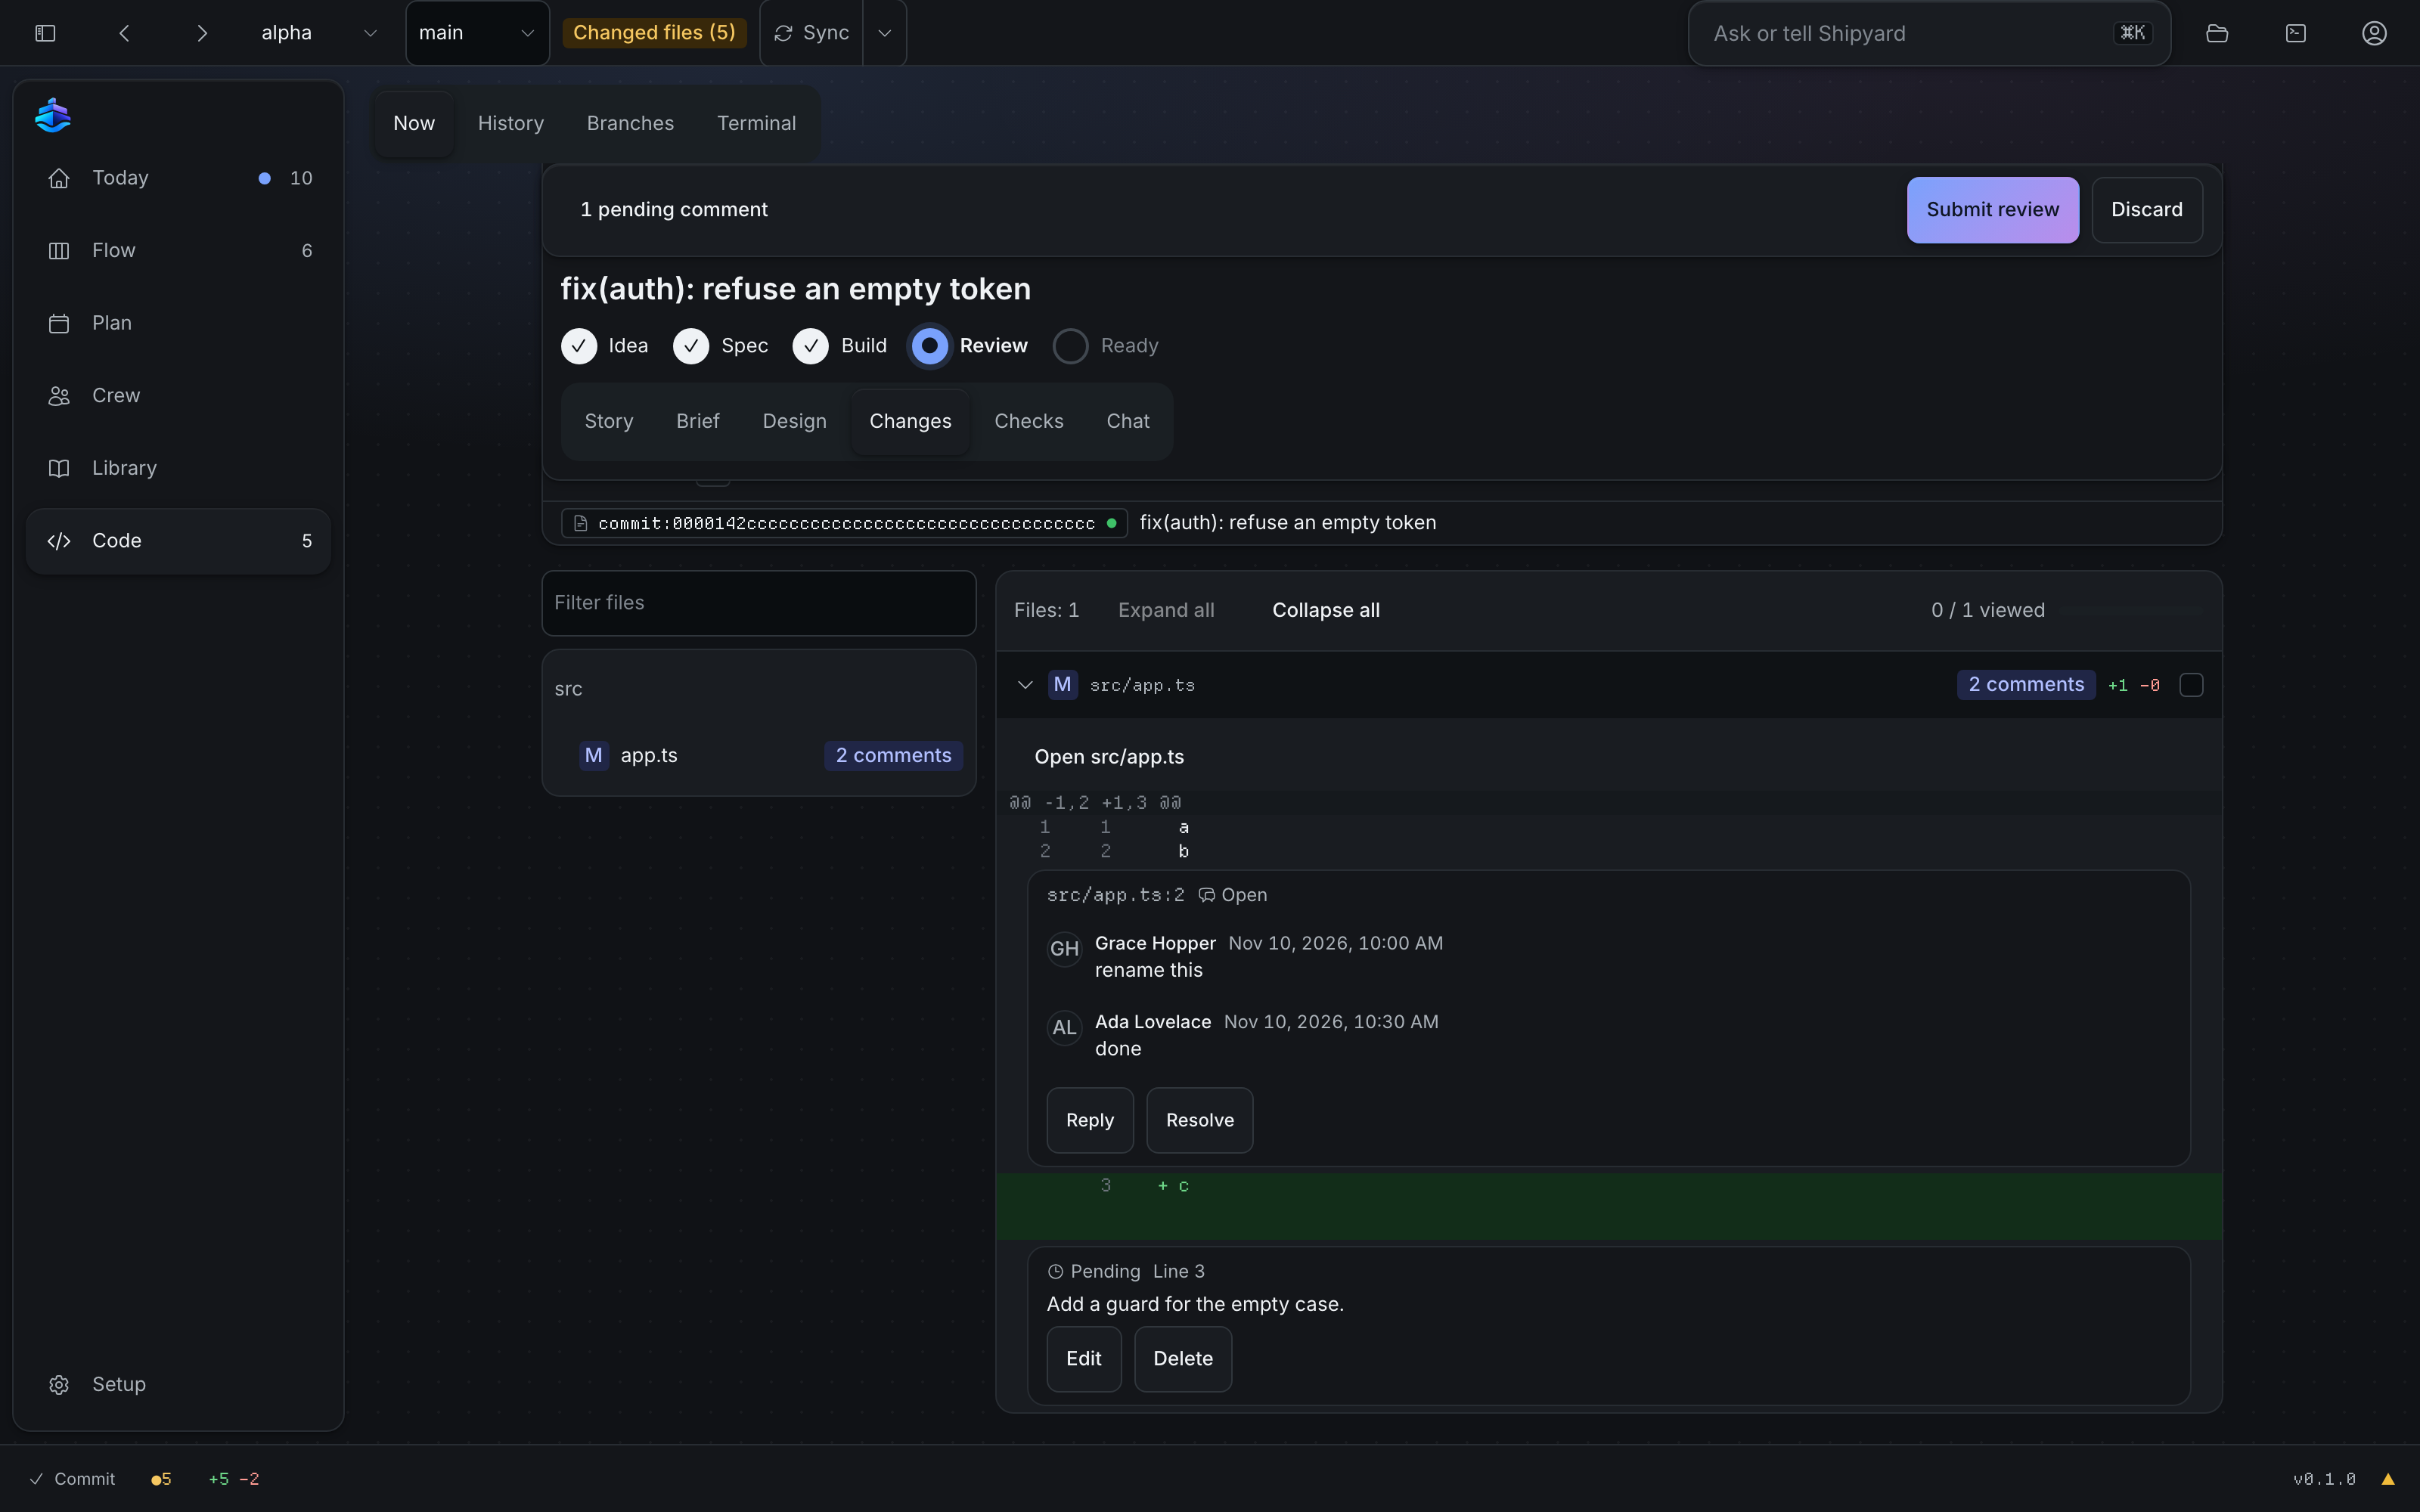 alpha
main
Changed files (5)
Sync
Ask or tell Shipyard
⌘K
Today 10
Flow 6
Plan
Crew
Library
Code 5
Setup
Now History Branches Terminal
1 pending comment
Submit review
Discard
fix(auth): refuse an empty token
Idea Spec Build Review Ready
Story Brief Design Changes Checks Chat
fix(auth): refuse an empty token
Filter files
src
M app.ts 2 comments
Files: 1 Expand all Collapse all 0 / 1 viewed
M src/app.ts 2 comments +1 −0
Open src/app.ts
@@ -1,2 +1,3 @@
1 1 a
2 2 b
src/app.ts:2 Open
GH Grace Hopper Nov 10, 2026, 10:00 AM
rename this
AL Ada Lovelace Nov 10, 2026, 10:30 AM
done
Reply Resolve
3 + c
Pending Line 3
Add a guard for the empty case.
Edit Delete
Commit 5 +5 −2
v0.1.0